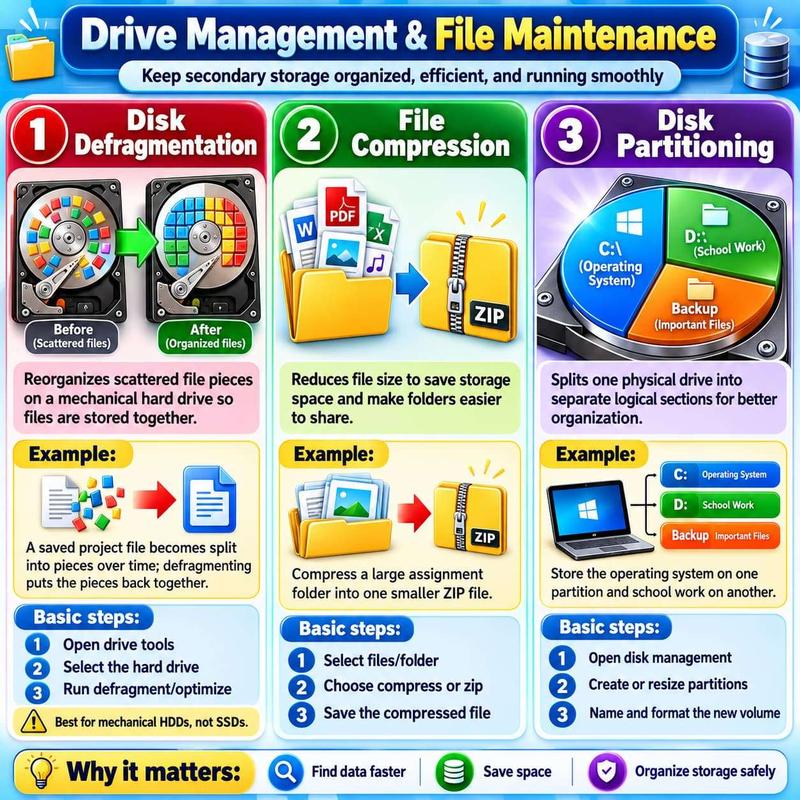 Drive Management & File Maintenance
Keep secondary storage organized, efficient, and running smoothly
1
Disk
Defragmentation
Before
(Scattered files)
After
(Organized files)
Reorganizes scattered file pieces
on a mechanical hard drive so
files are stored together.
Example:
A saved project file becomes split
into pieces over time; defragmenting
puts the pieces back together.
Basic steps:
1 Open drive tools
2 Select the hard drive
3 Run defragment/optimize
Best for mechanical HDDs, not SSDs.
2
File
Compression
PDF
W
X
ZIP
Reduces file size to save storage
space and make folders easier
to share.
Example:
ZIP
Compress a large assignment
folder into one smaller ZIP file.
Basic steps:
1 Select files/folder
2 Choose compress or zip
3 Save the compressed file
3
Disk
Partitioning
C:\
(Operating
System)
D:\
(School Work)
Backup
(Important Files)
Splits one physical drive into
separate logical sections for better
organization.
Example:
C: Operating System
D: School Work
Backup Important Files
Store the operating system on one
partition and school work on another.
Basic steps:
1 Open disk management
2 Create or resize partitions
3 Name and format the new volume
Why it matters:
Find data faster
Save space
Organize storage safely